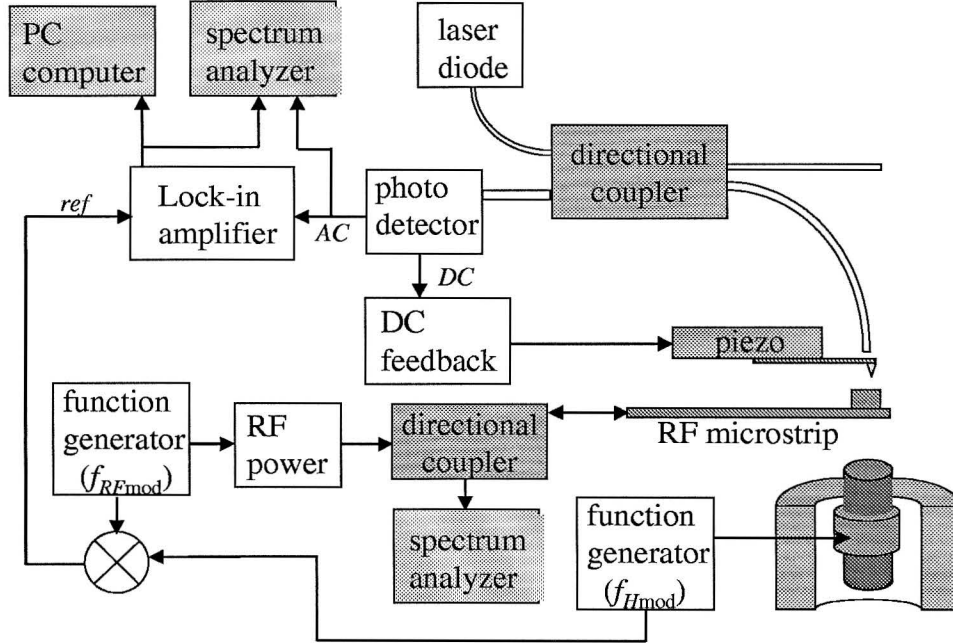 PC
computer
spectrum
analyzer
laser
diode
directional
coupler
ref
Lock-in
amplifier
AC
photo
detector
DC
DC
feedback
piezo
function
generator
(fRFmod)
RF
power
directional
coupler
RF microstrip
spectrum
analyzer
function
generator
(fHmod)